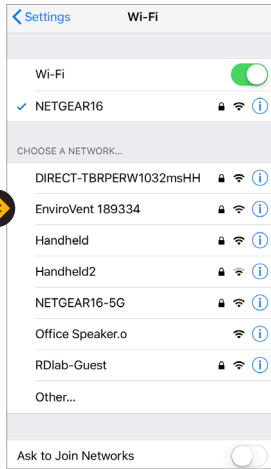 Settings Wi-Fi
Wi-Fi
NETGEAR16
CHOOSE A NETWORK...
DIRECT-TBRPERW1032msHH
EnviroVent 189334
Handheld
Handheld2
NETGEAR16-5G
Office Speaker.o
RDlab-Guest
Other...
Ask to Join Networks